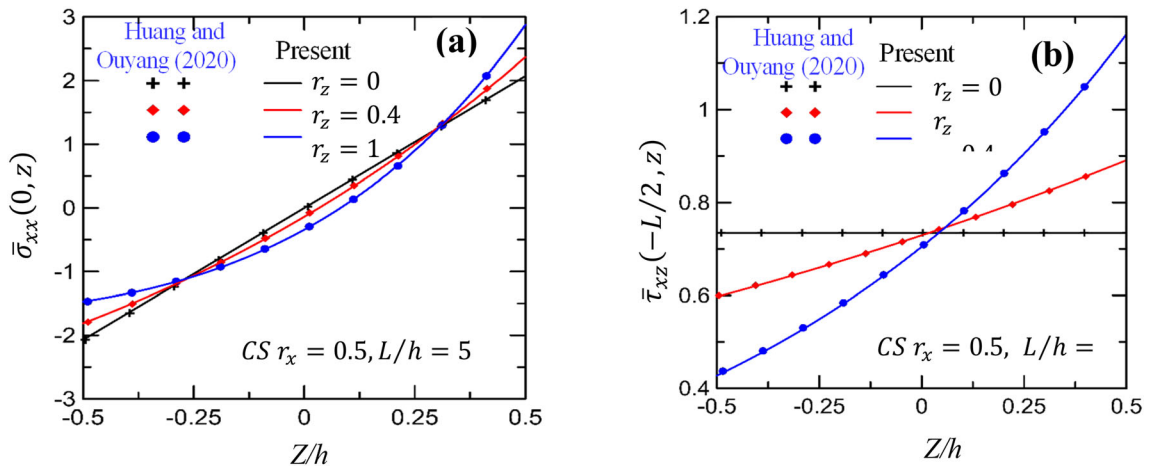 (a)
Huang and
Ouyang (2020)
Present
r_z = 0
r_z = 0.4
r_z = 1
3
2
1
0
-1
-2
-3
σ̄_xx(0, z)
CS r_x = 0.5, L/h = 5
-0.5
-0.25
0
0.25
0.5
Z/h
(b)
Huang and
Ouyang (2020)
Present
r_z = 0
r_z
1.2
1
0.8
0.6
0.4
τ̄_xz(−L/2, z)
CS r_x = 0.5, L/h =
-0.5
-0.25
0
0.25
0.5
Z/h